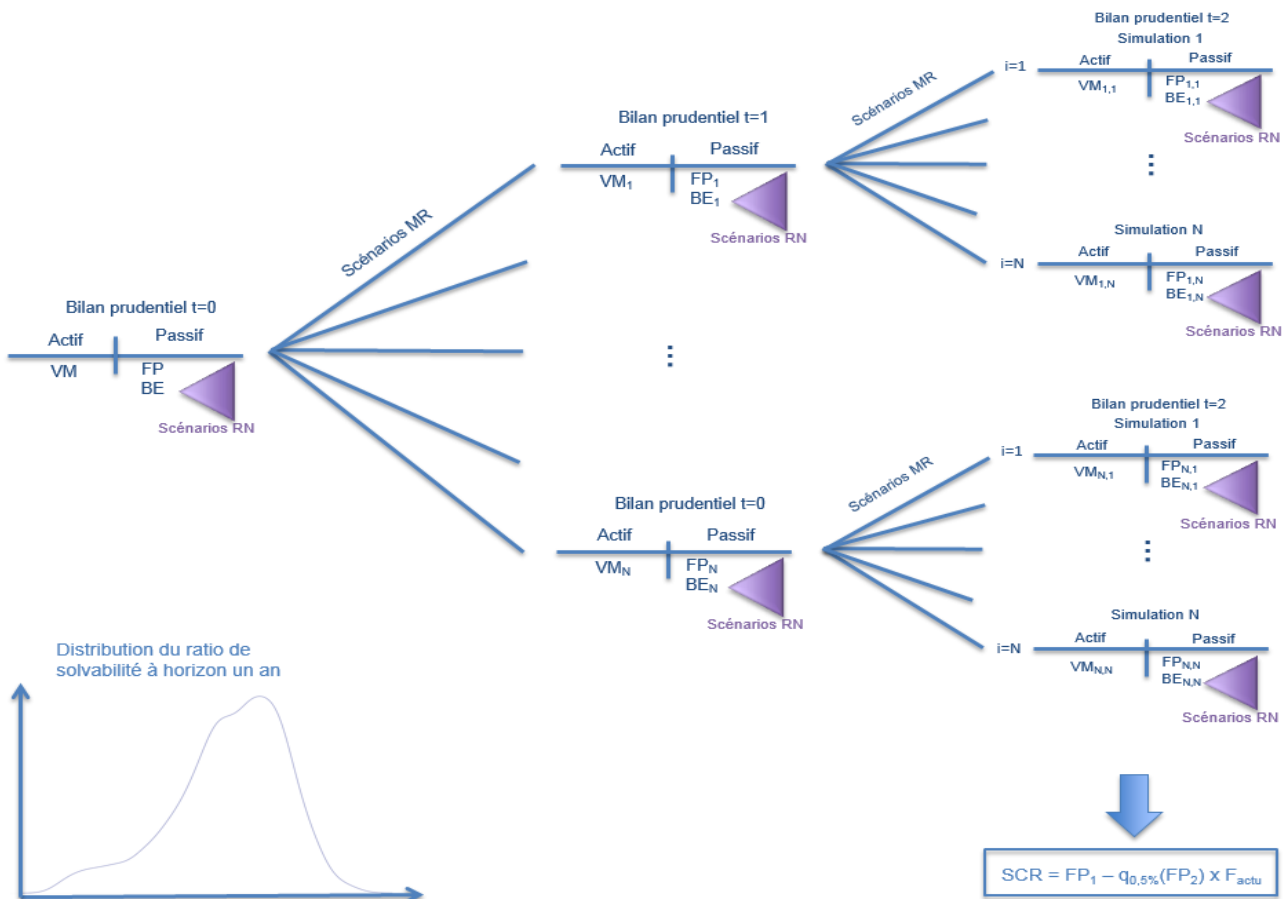 Bilan prudentiel t=2
Simulation 1
Actif Passif
i=1
VM1,1 FP1,1
BE1,1
Scénarios RN
Scénarios MR
Bilan prudentiel t=1
Actif Passif
VM1 FP1
BE1
Scénarios RN
...
Simulation N
Actif Passif
i=N
VM1,N FP1,N
BE1,N
Scénarios RN
Scénarios MR
Bilan prudentiel t=0
Actif Passif
VM FP
BE
Scénarios RN
...
Bilan prudentiel t=2
Simulation 1
Actif Passif
i=1
VMN,1 FPN,1
BEN,1
Scénarios RN
Scénarios MR
Bilan prudentiel t=0
Actif Passif
VMN FPN
BEN
Scénarios RN
...
Simulation N
Actif Passif
i=N
VMN,N FPN,N
BEN,N
Scénarios RN
Distribution du ratio de
solvabilité à horizon un an
SCR = FP1 – q0,5%(FP2) x Factu